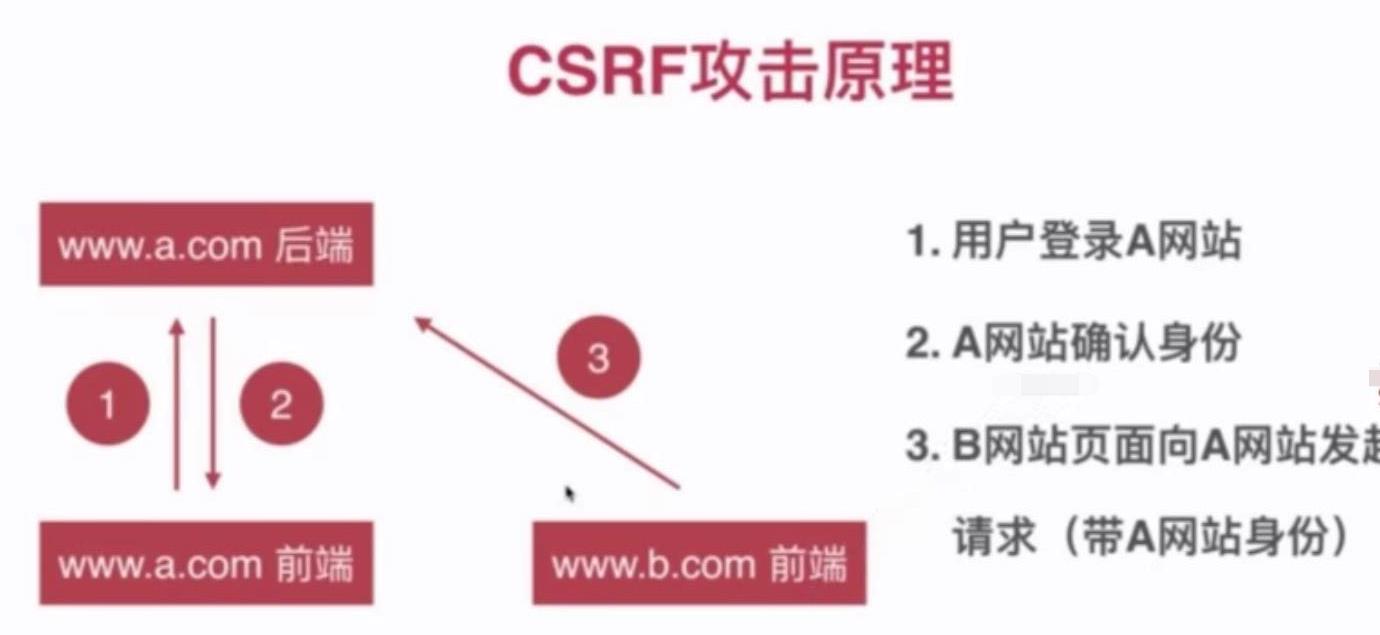 CSRF攻击原理
www.a.com 后端
1
2
3
www.a.com 前端
www.b.com 前端
1. 用户登录A网站
2. A网站确认身份
3. B网站页面向A网站发起
请求（带A网站身份）